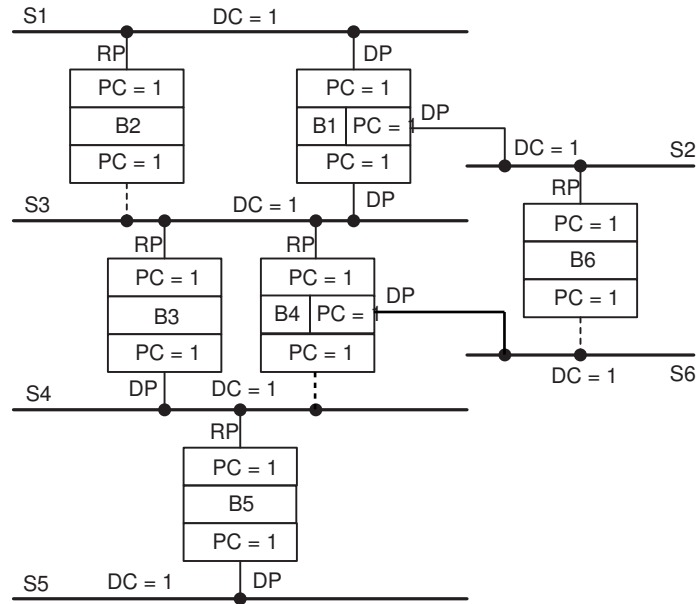 S1 DC = 1
RP DP
PC = 1 PC = 1
B2 B1 PC = 1 DP
PC = 1 PC = 1
DC = 1 S2
DP
S3 DC = 1
RP
RP RP
PC = 1
PC = 1 PC = 1
B6
B3 B4 PC = 1 DP
PC = 1
PC = 1 PC = 1
DC = 1 S6
DP
S4 DC = 1
RP
PC = 1
B5
PC = 1
S5 DC = 1 DP